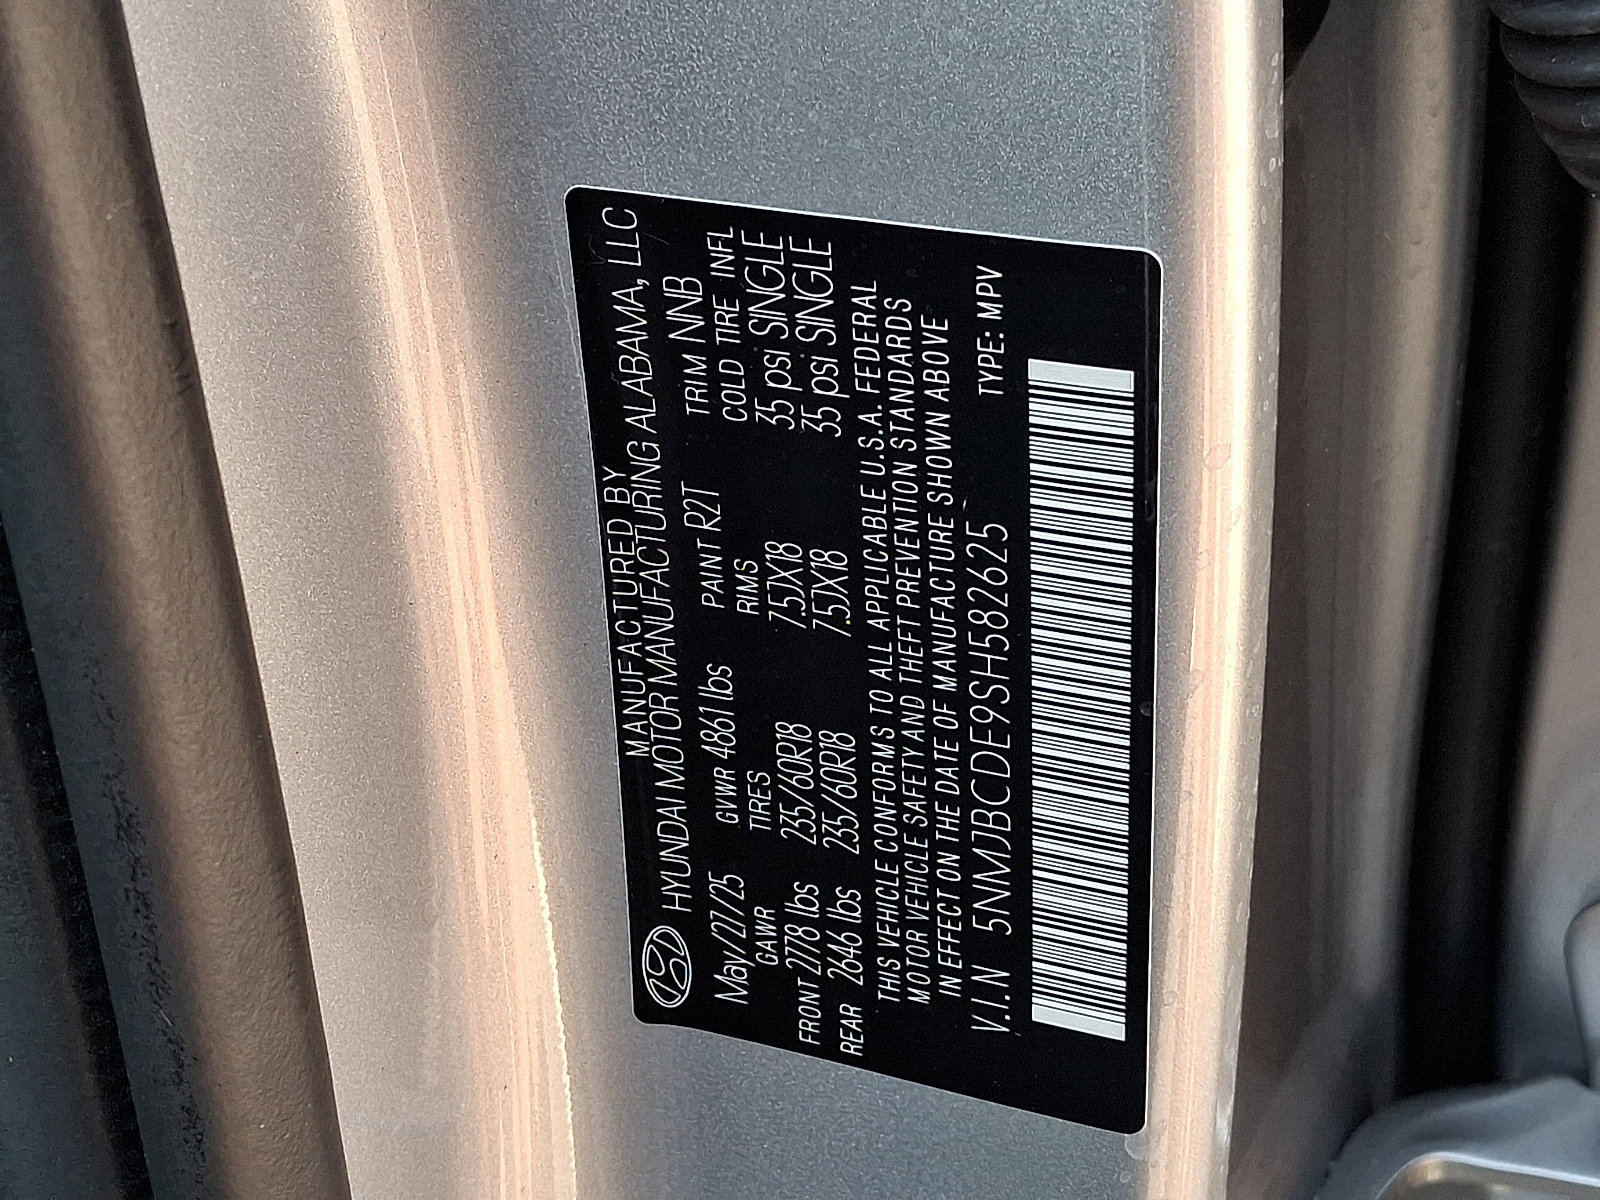 MANUFACTURED BY
HYUNDAI MOTOR MANUFACTURING ALABAMA, LLC
May/27/25 GVWR 4861 lbs PAINT R2T TRIM NNB
GAWR TIRES RIMS COLD TIRE INFL
FRONT 2778 lbs 235/60R18 7.5JX18 35 psi SINGLE
REAR 2646 lbs 235/60R18 7.5JX18 35 psi SINGLE
THIS VEHICLE CONFORMS TO ALL APPLICABLE U.S.A. FEDERAL
MOTOR VEHICLE SAFETY AND THEFT PREVENTION STANDARDS
IN EFFECT ON THE DATE OF MANUFACTURE SHOWN ABOVE
V.I.N 5NMJBCDE9SH582625 TYPE: MPV